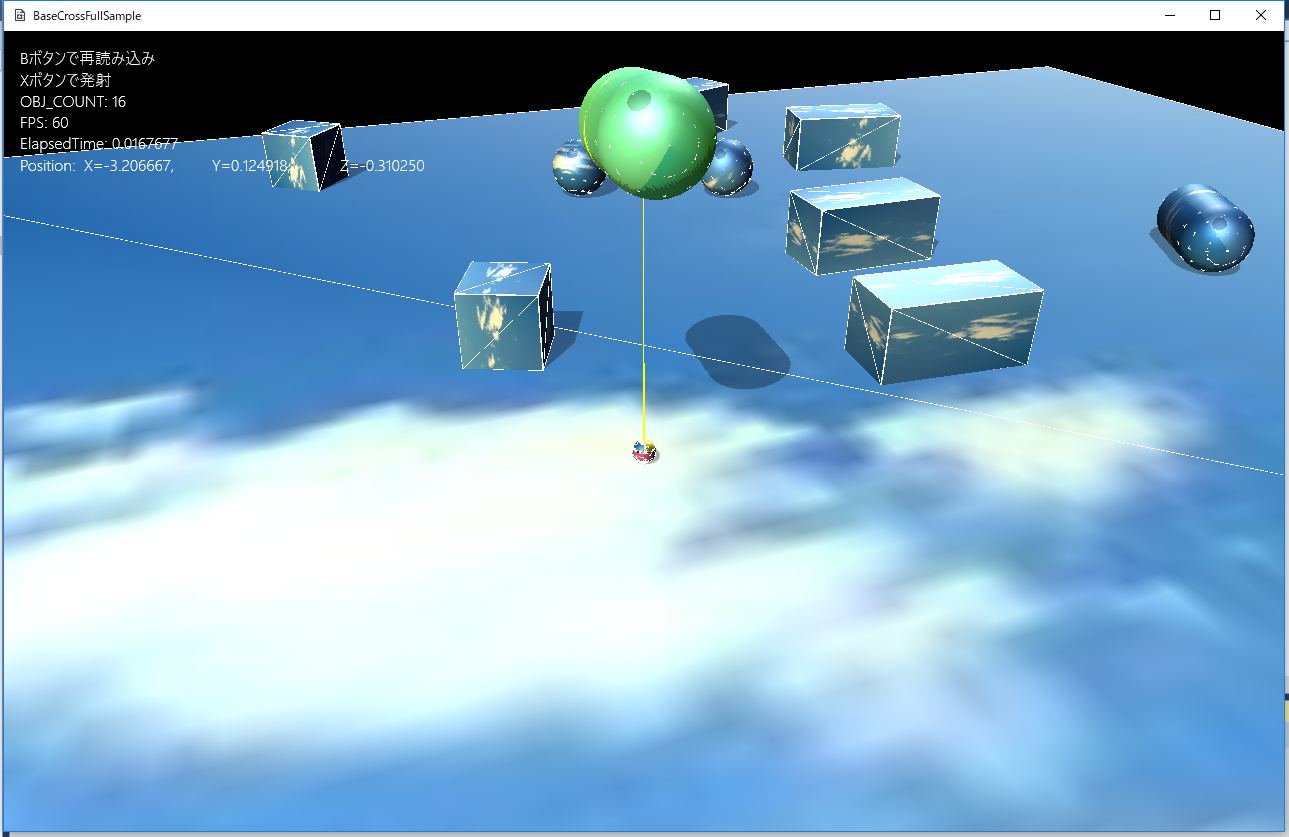 BaseCrossFullSample
Bボタンで再読み込み
Xボタンで発射
OBJ_COUNT: 16
FPS: 60
ElapsedTime: 0.0167677
Position: X=-3.206667, Y=0.124918, Z=-0.310250